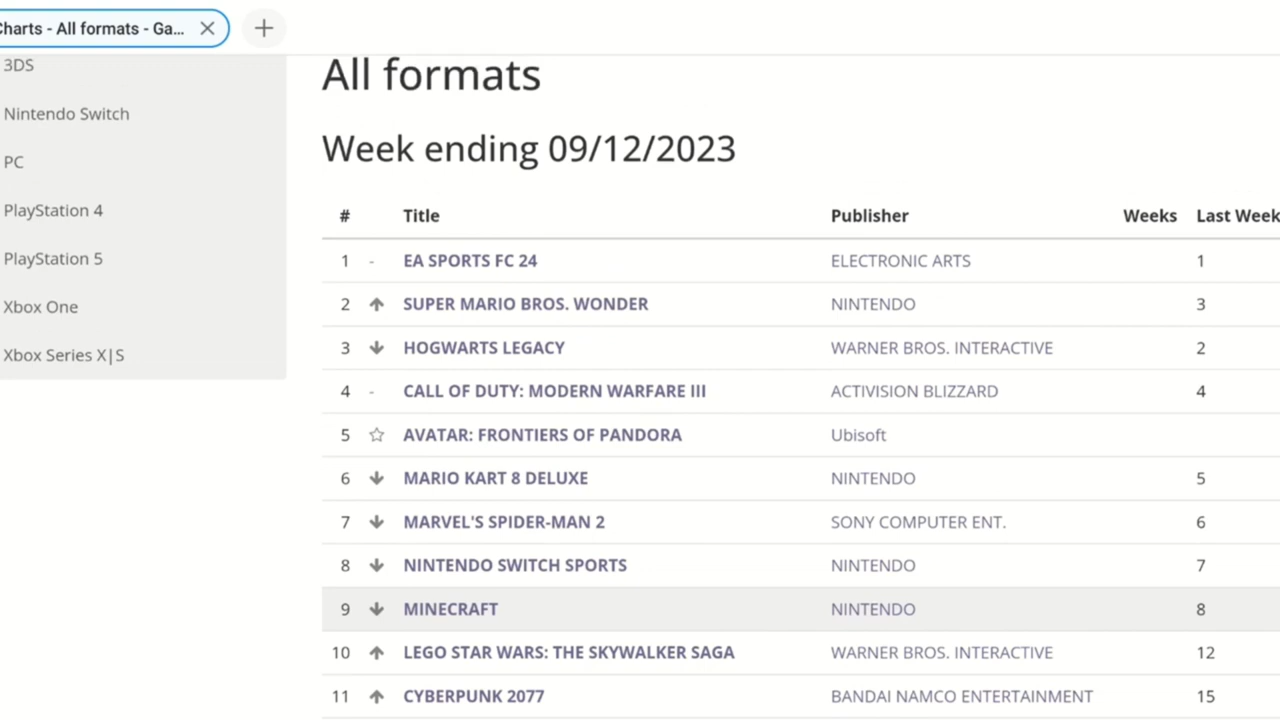 Charts - All formats - Ga...
3DS
Nintendo Switch
PC
PlayStation 4
PlayStation 5
Xbox One
Xbox Series X|S
All formats
Week ending 09/12/2023
# Title Publisher Weeks Last Week
1 - EA SPORTS FC 24 ELECTRONIC ARTS 1
2 SUPER MARIO BROS. WONDER NINTENDO 3
3 HOGWARTS LEGACY WARNER BROS. INTERACTIVE 2
4 - CALL OF DUTY: MODERN WARFARE III ACTIVISION BLIZZARD 4
5 AVATAR: FRONTIERS OF PANDORA Ubisoft
6 MARIO KART 8 DELUXE NINTENDO 5
7 MARVEL'S SPIDER-MAN 2 SONY COMPUTER ENT. 6
8 NINTENDO SWITCH SPORTS NINTENDO 7
9 MINECRAFT NINTENDO 8
10 LEGO STAR WARS: THE SKYWALKER SAGA WARNER BROS. INTERACTIVE 12
11 CYBERPUNK 2077 BANDAI NAMCO ENTERTAINMENT 15